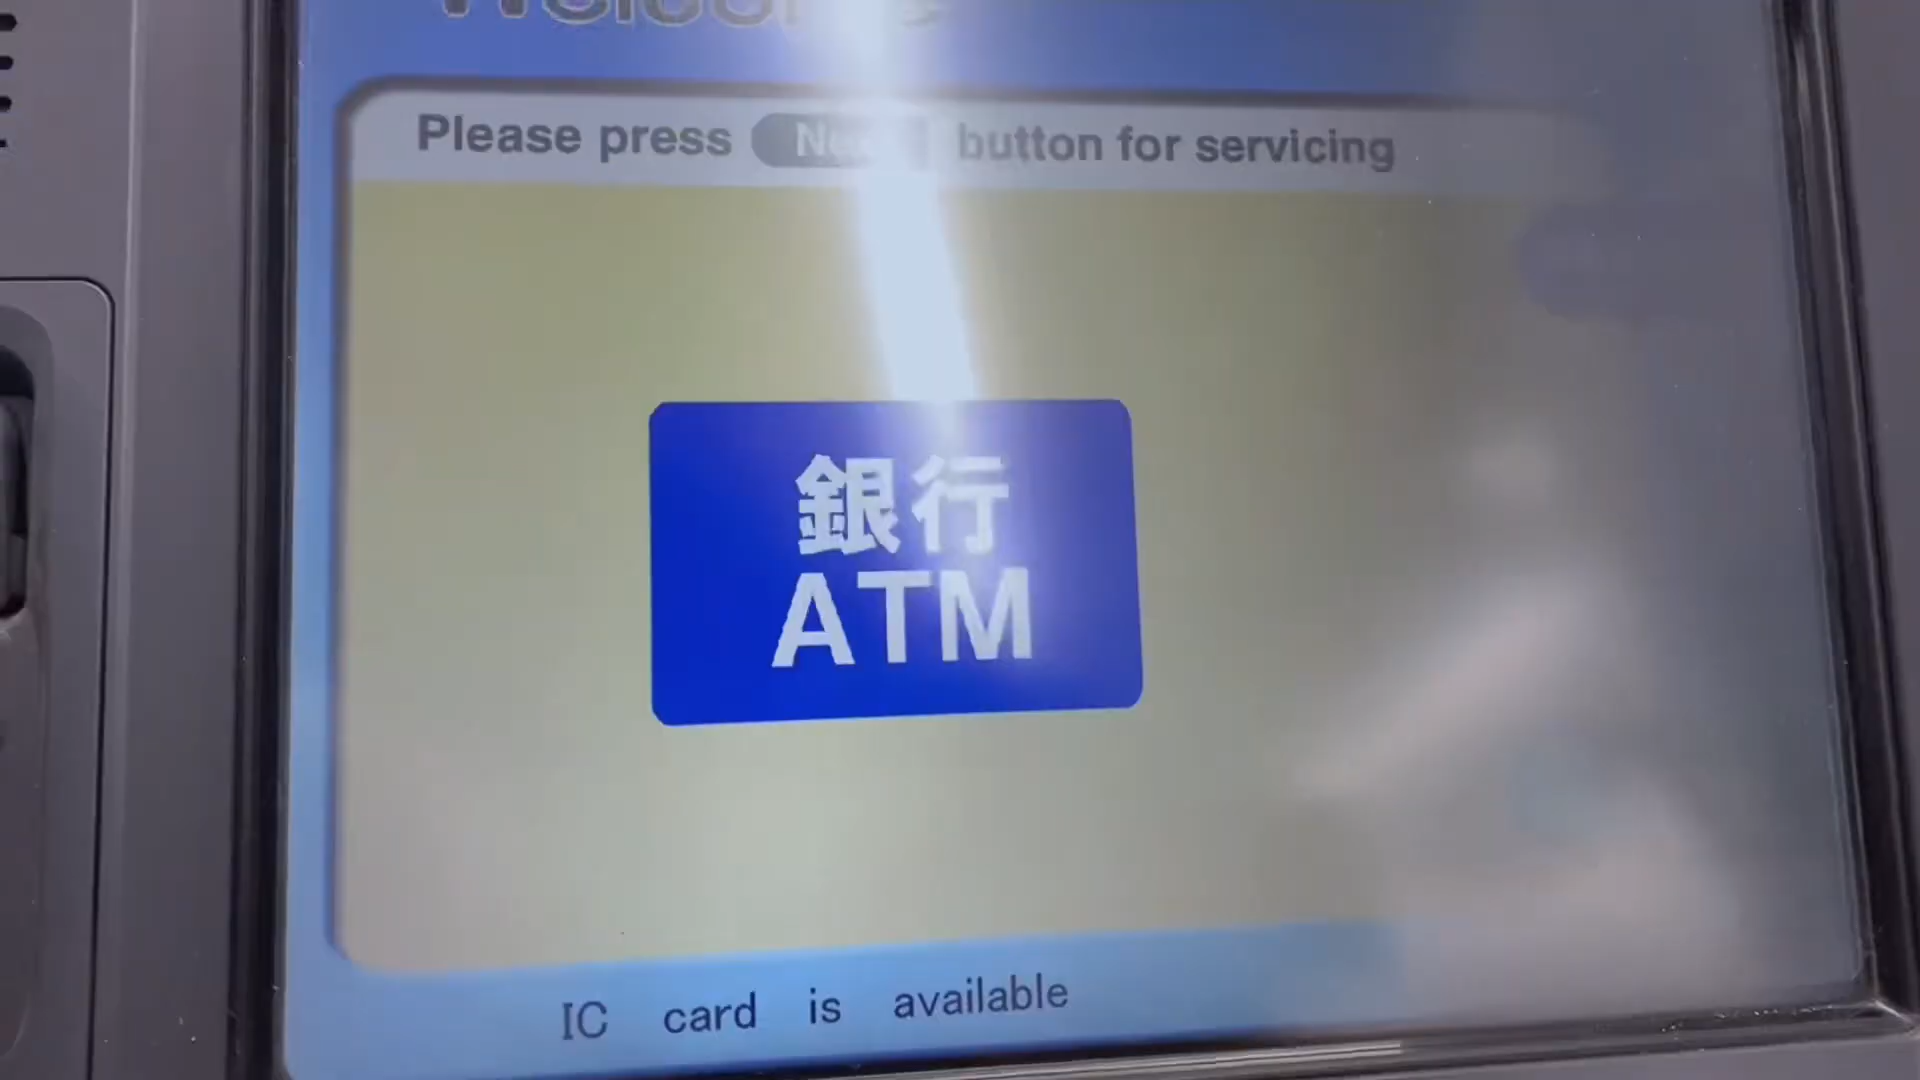 Please press button for servicing
銀行
ATM
IC card is available